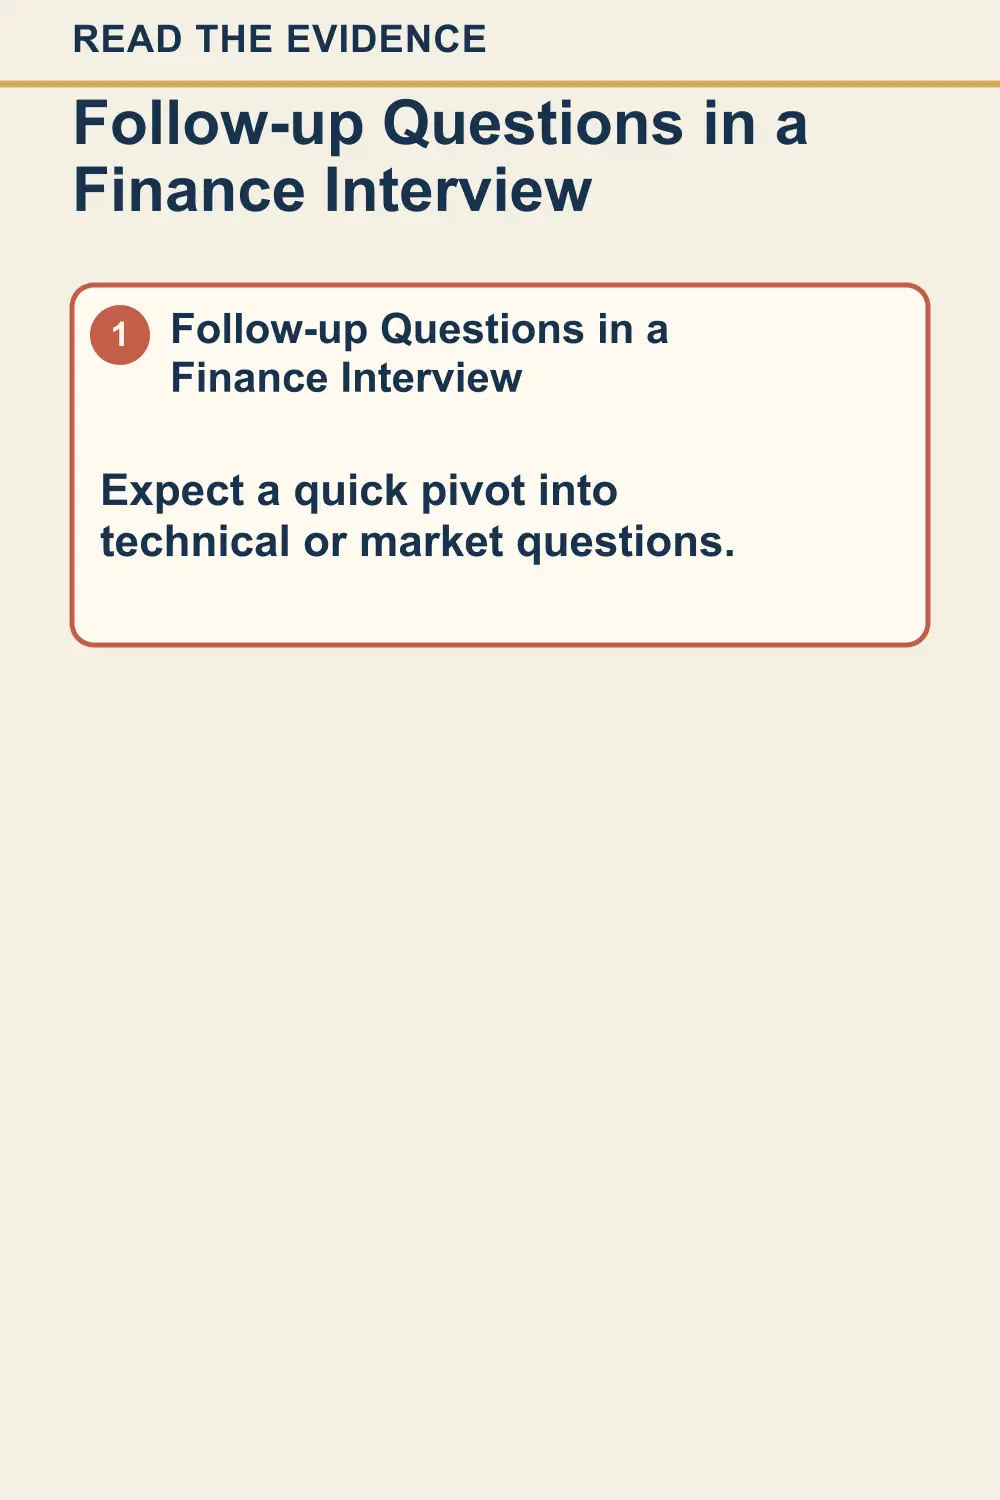 READ THE EVIDENCE
Follow-up Questions in a
Finance Interview
1
Follow-up Questions in a
Finance Interview
Expect a quick pivot into
technical or market questions.